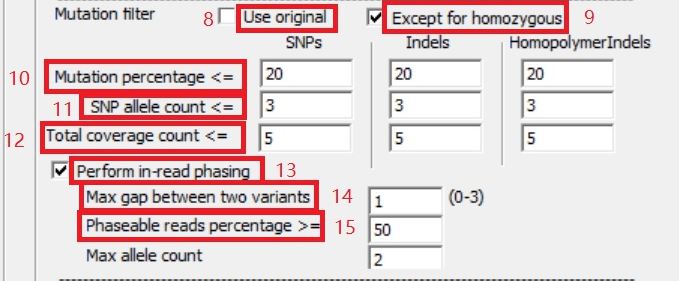 Mutation filter 8 Use original Except for homozygous 9
SNPs Indels HomopolymerIndels
10 Mutation percentage <= 20 20 20
11 SNP allele count <= 3 3 3
12 Total coverage count <= 5 5 5
Perform in-read phasing 13
Max gap between two variants 14 1 (0-3)
Phaseable reads percentage >= 15 50
Max allele count 2